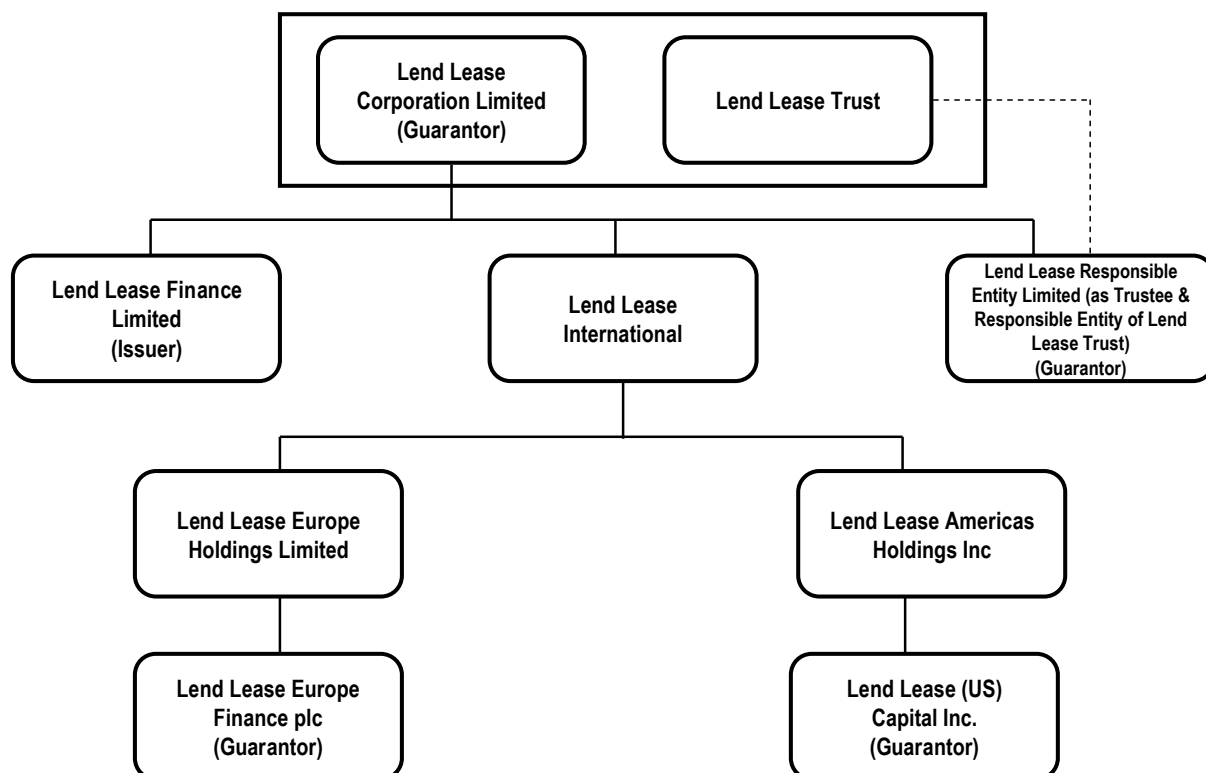 Lend Lease
Corporation Limited
(Guarantor)
Lend Lease Trust
Lend Lease Finance
Limited
(Issuer)
Lend Lease
International
Lend Lease Responsible
Entity Limited (as Trustee &
Responsible Entity of Lend
Lease Trust)
(Guarantor)
Lend Lease Europe
Holdings Limited
Lend Lease Americas
Holdings Inc
Lend Lease Europe
Finance plc
(Guarantor)
Lend Lease (US)
Capital Inc.
(Guarantor)